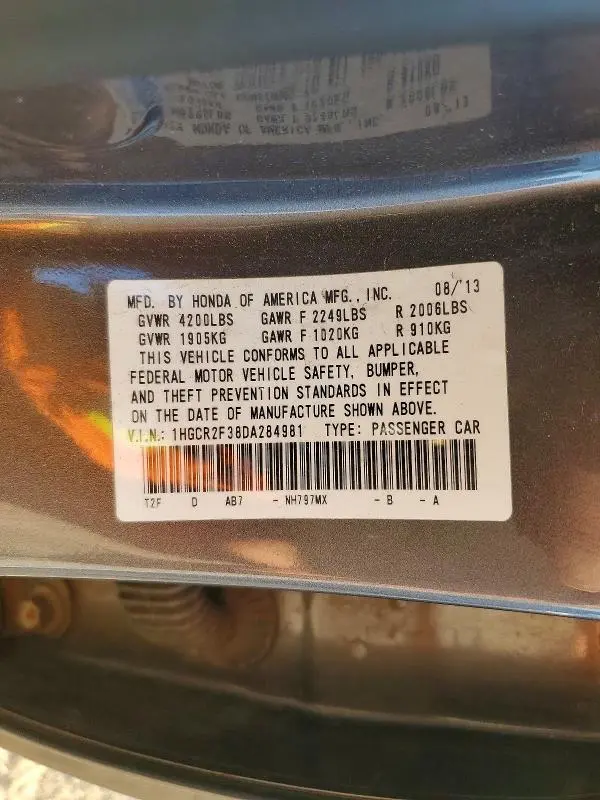 MFD. BY HONDA OF AMERICA MFG., INC. 08/'13
GVWR 4200LBS GAWR F 2249LBS R 2006LBS
GVWR 1905KG GAWR F 1020KG R 910KG
THIS VEHICLE CONFORMS TO ALL APPLICABLE
FEDERAL MOTOR VEHICLE SAFETY, BUMPER,
AND THEFT PREVENTION STANDARDS IN EFFECT
ON THE DATE OF MANUFACTURE SHOWN ABOVE.
V.I.N.: 1HGCR2F38DA284981 TYPE: PASSENGER CAR
T2F D AB7 - NH797MX - B - A